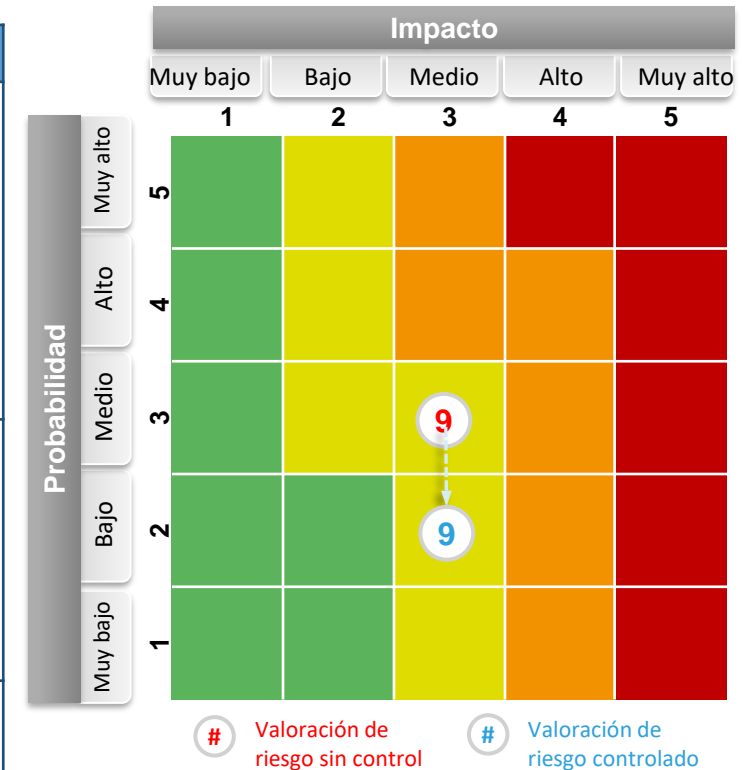 Impacto
Muy bajo
Bajo
Medio
Alto
Muy alto
1
2
3
4
5
Probabilidad
Muy alto
5
Alto
4
Medio
3
9
Bajo
2
9
Muy bajo
1
# Valoración de
riesgo sin control
# Valoración de
riesgo controlado